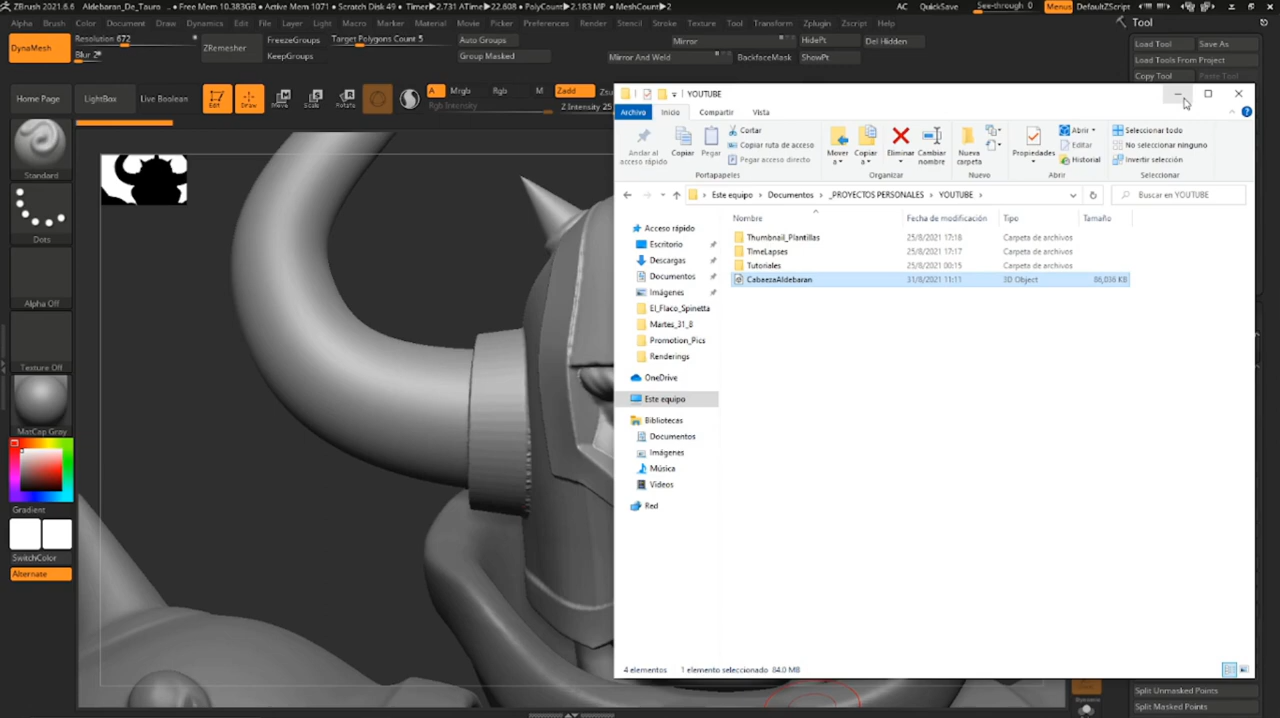 ZBrush 2021.6.6 Aldebaran_De_Tauro .. • Free Mem 10.383GB • Active Mem 1071 • Scratch Disk 49 • Timer▶2.731 ATime▶22.608 • PolyCount▶2.183 MP • MeshCount▶2 AC QuickSave See-through 0 Menus DefaultZScript
Alpha Brush Color Document Draw Dynamics Edit File Layer Light Macro Marker Material Movie Picker Preferences Render Stencil Stroke Texture Tool Transform Zplugin Zscript Help Tool
DynaMesh Resolution 672 ZRemesher FreezeGroups Target Polygons Count 5 Auto Groups Mirror HidePt Del Hidden Load Tool Save As
Blur 2 KeepGroups Group Masked Mirror And Weld BackfaceMask ShowPt Load Tools From Project
Copy Tool Paste Tool
Home Page LightBox Live Boolean Edit Draw Move Scale Rotate A Mrgb Rgb M Zadd
Rgb Intensity Z Intensity 25
Standard
Dots
Alpha Off
Texture Off
MatCap Gray
Gradient
SwitchColor
Alternate
YOUTUBE
Archivo Inicio Compartir Vista
Anclar al acceso rápido Copiar Pegar Cortar
Copiar ruta de acceso
Pegar acceso directo
Mover a Copiar a Eliminar Cambiar nombre
Nueva carpeta
Propiedades Abrir
Editar
Historial
Seleccionar todo
No seleccionar ninguno
Invertir selección
Portapapeles Organizar Nuevo Abrir Seleccionar
Este equipo Documentos _PROYECTOS PERSONALES YOUTUBE Buscar en YOUTUBE
Nombre Fecha de modificación Tipo Tamaño
Thumbnail_Plantillas 25/8/2021 17:18 Carpeta de archivos
TimeLapses 25/8/2021 17:17 Carpeta de archivos
Tutoriales 25/8/2021 00:15 Carpeta de archivos
CabaezaAldebaran 31/8/2021 11:11 3D Object 86,036 KB
Acceso rápido
Escritorio
Descargas
Documentos
Imágenes
El_Flaco_Spinetta
Martes_31_8
Promotion_Pics
Renderings
OneDrive
Este equipo
Bibliotecas
Documentos
Imágenes
Música
Videos
Red
4 elementos 1 elemento seleccionado 84.0 MB
Dynamic
Split Unmasked Points
Split Masked Points